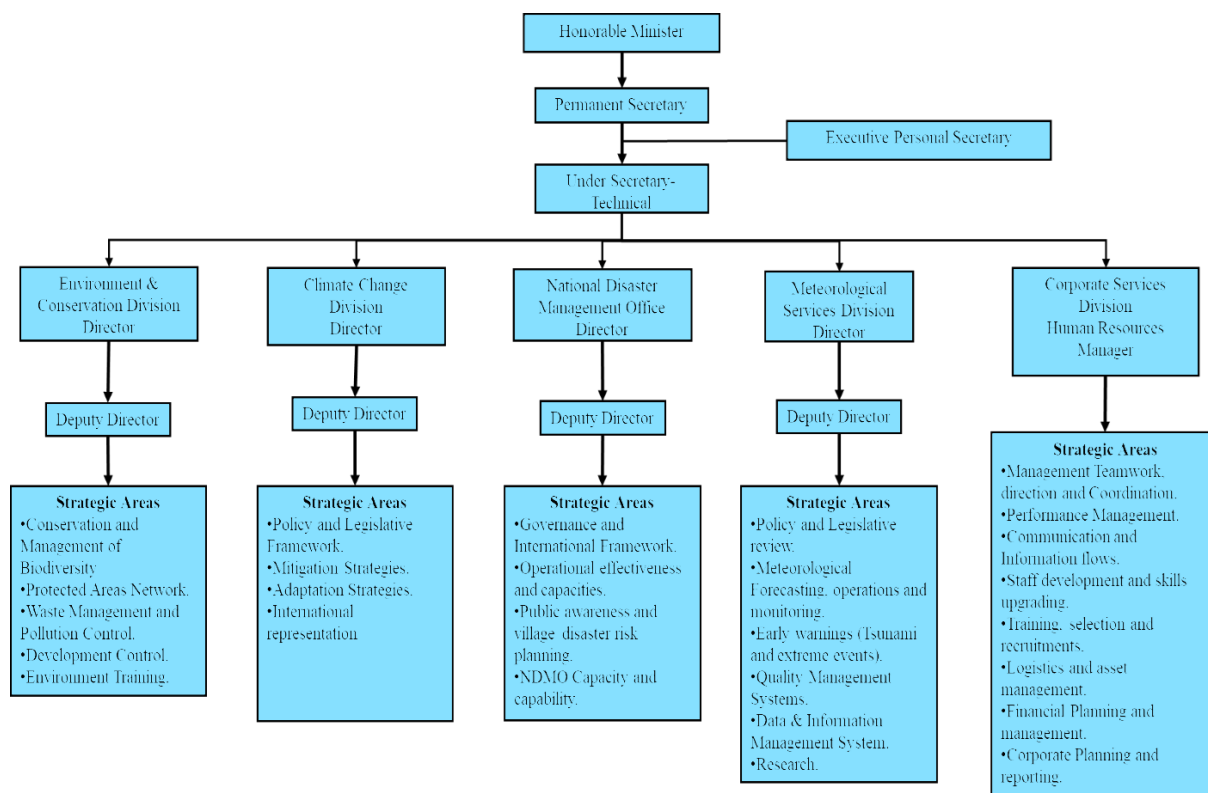 Honorable Minister
Permanent Secretary
Executive Personal Secretary
Under Secretary-
Technical
Environment &
Conservation Division
Director
Climate Change
Division
Director
National Disaster
Management Office
Director
Meteorological
Services Division
Director
Corporate Services
Division
Human Resources
Manager
Deputy Director
Deputy Director
Deputy Director
Deputy Director
Strategic Areas
•Conservation and
Management of
Biodiversity
•Protected Areas Network.
•Waste Management and
Pollution Control.
•Development Control.
•Environment Training.
Strategic Areas
•Policy and Legislative
Framework.
•Mitigation Strategies.
•Adaptation Strategies.
•International
representation
Strategic Areas
•Governance and
International Framework.
•Operational effectiveness
and capacities.
•Public awareness and
village disaster risk
planning.
•NDMO Capacity and
capability.
Strategic Areas
•Policy and Legislative
review.
•Meteorological
Forecasting, operations and
monitoring.
•Early warnings (Tsunami
and extreme events).
•Quality Management
Systems.
•Data & Information
Management System.
•Research.
Strategic Areas
•Management Teamwork,
direction and Coordination.
•Performance Management.
•Communication and
Information flows.
•Staff development and skills
upgrading.
•Training, selection and
recruitments.
•Logistics and asset
management.
•Financial Planning and
management.
•Corporate Planning and
reporting.